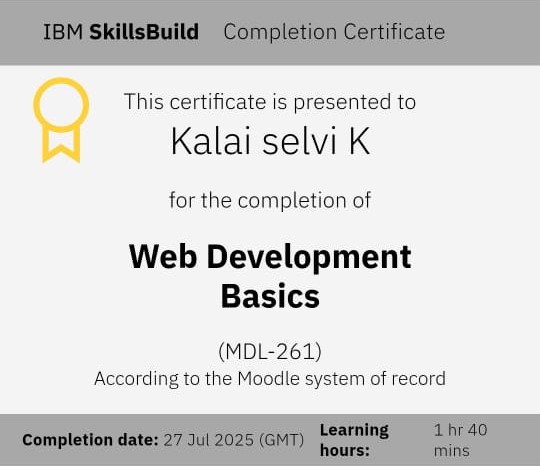 IBM SkillsBuild Completion Certificate
This certificate is presented to
Kalai selvi K
for the completion of
Web Development
Basics
(MDL-261)
According to the Moodle system of record
Completion date: 27 Jul 2025 (GMT)
Learning
hours:
1 hr 40
mins